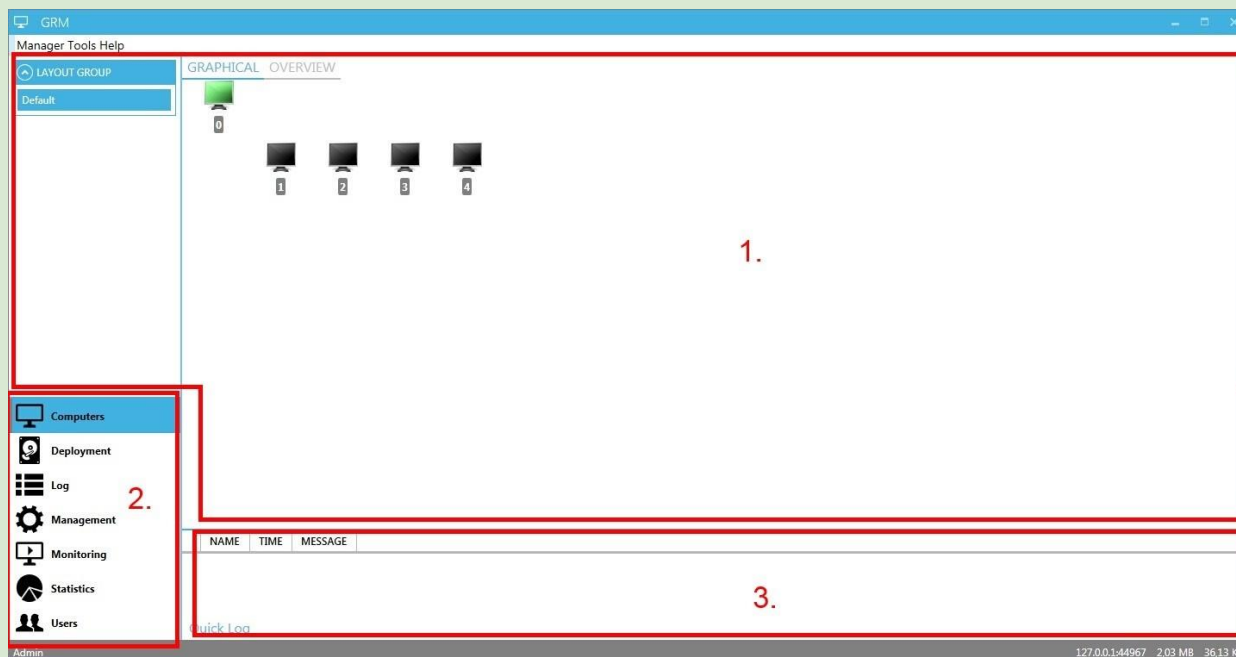 GRM
Manager Tools Help
LAYOUT GROUP
Default
GRAPHICAL OVERVIEW
0
1 2 3 4
1.
Computers
Deployment
Log
Management
Monitoring
Statistics
Users
2.
NAME TIME MESSAGE
3.
Quick Log
Admin
127.0.0.1:44967 2,03 MB 36,13 K